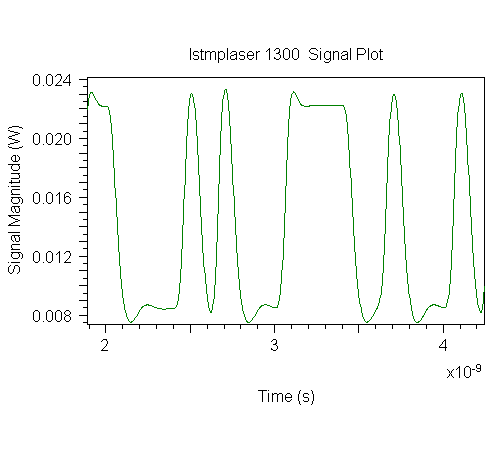 lstmplaser 1300  Signal Plot
0.024
0.020
0.016
0.012
0.008
Signal Magnitude (W)
2 3 4
x10-9
Time (s)